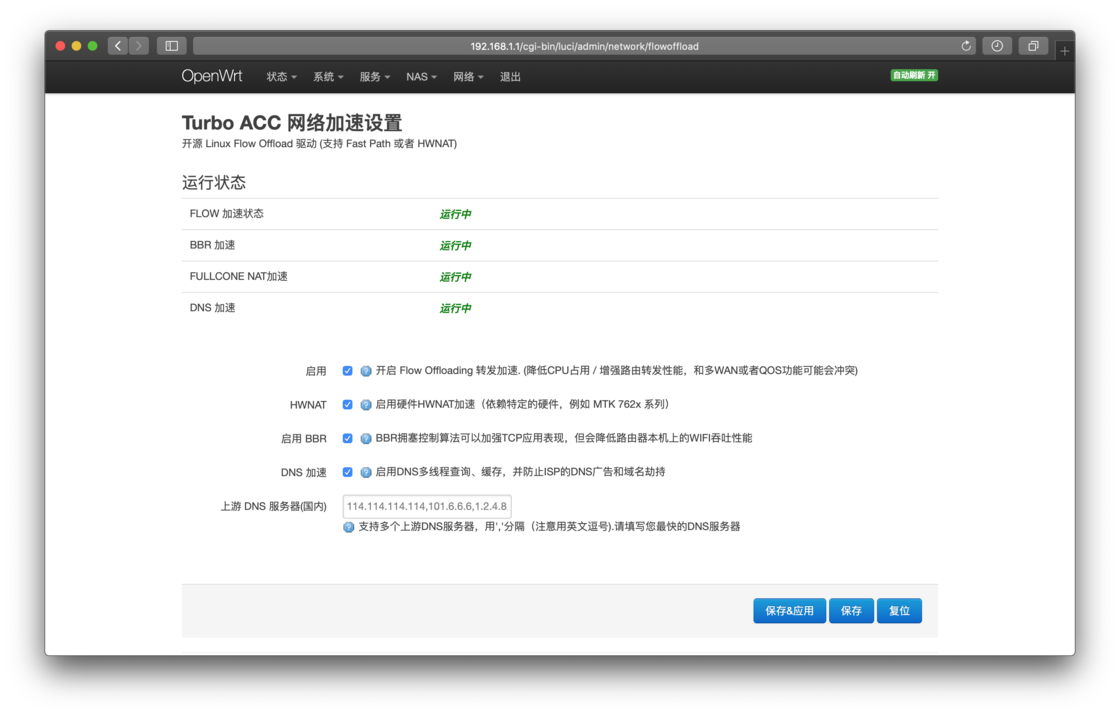 192.168.1.1/cgi-bin/luci/admin/network/flowoffload
OpenWrt 状态 系统 服务 NAS 网络 退出 自动刷新 开
Turbo ACC 网络加速设置
开源 Linux Flow Offload 驱动 (支持 Fast Path 或者 HWNAT)
运行状态
FLOW 加速状态 运行中
BBR 加速 运行中
FULLCONE NAT加速 运行中
DNS 加速 运行中
启用 开启 Flow Offloading 转发加速. (降低CPU占用 / 增强路由转发性能，和多WAN或者QOS功能可能会冲突)
HWNAT 启用硬件HWNAT加速（依赖特定的硬件，例如 MTK 762x 系列）
启用 BBR BBR拥塞控制算法可以加强TCP应用表现，但会降低路由器本机上的WIFI吞吐性能
DNS 加速 启用DNS多线程查询、缓存，并防止ISP的DNS广告和域名劫持
上游 DNS 服务器(国内) 114.114.114.114,101.6.6.6,1.2.4.8
支持多个上游DNS服务器，用','分隔（注意用英文逗号).请填写您最快的DNS服务器
保存&应用 保存 复位